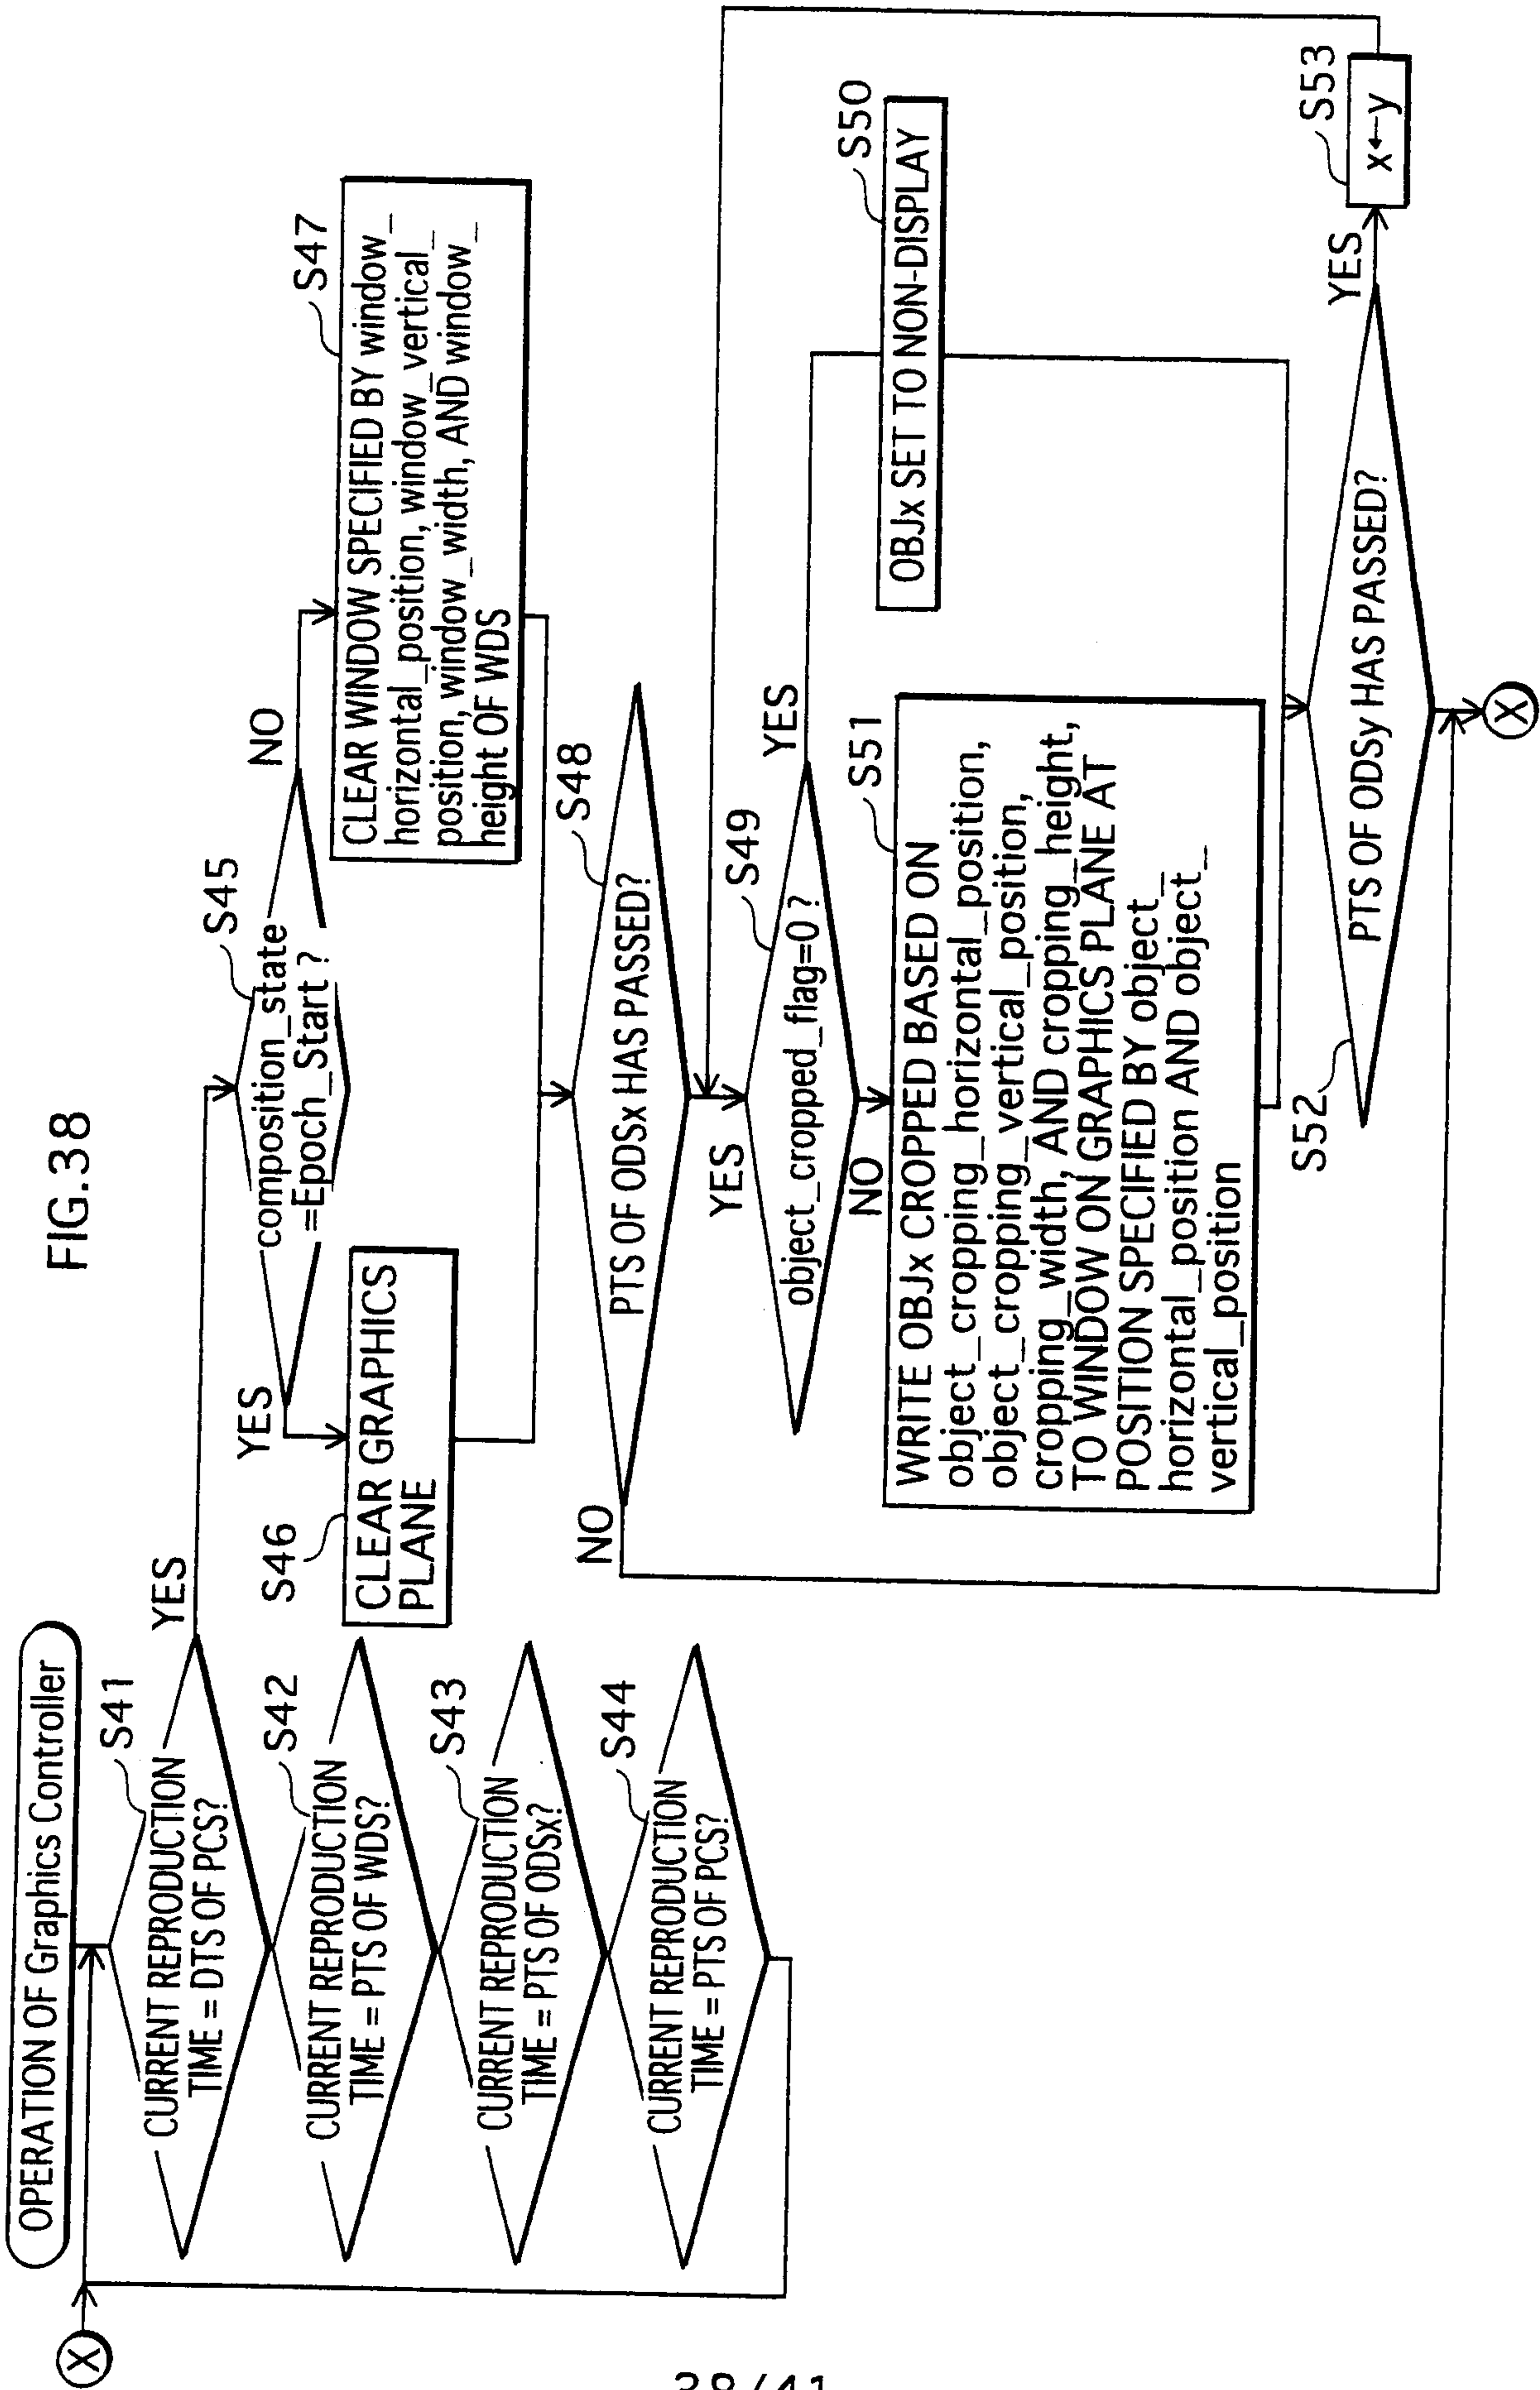 FIG.38
OPERATION OF Graphics Controller
X
S41
CURRENT REPRODUCTION
TIME = DTS OF PCS?
YES
S42
CURRENT REPRODUCTION
TIME = PTS OF WDS?
S43
CURRENT REPRODUCTION
TIME = PTS OF ODSx?
S44
CURRENT REPRODUCTION
TIME = PTS OF PCS?
S45
composition_state
=Epoch_Start ?
YES
NO
S46
CLEAR GRAPHICS
PLANE
S47
CLEAR WINDOW SPECIFIED BY window_
horizontal_position, window_vertical_
position, window_width, AND window_
height OF WDS
S48
PTS OF ODSx HAS PASSED?
NO
YES
S49
object_cropped_flag=0 ?
YES
NO
S50
OBJx SET TO NON-DISPLAY
S51
WRITE OBJx CROPPED BASED ON
object_cropping_horizontal_position,
object_cropping_vertical_position,
cropping_width, AND cropping_height,
TO WINDOW ON GRAPHICS PLANE AT
POSITION SPECIFIED BY object_
horizontal_position AND object_
vertical_position
S52
PTS OF ODSy HAS PASSED?
YES
S53
x←y
X
38/41